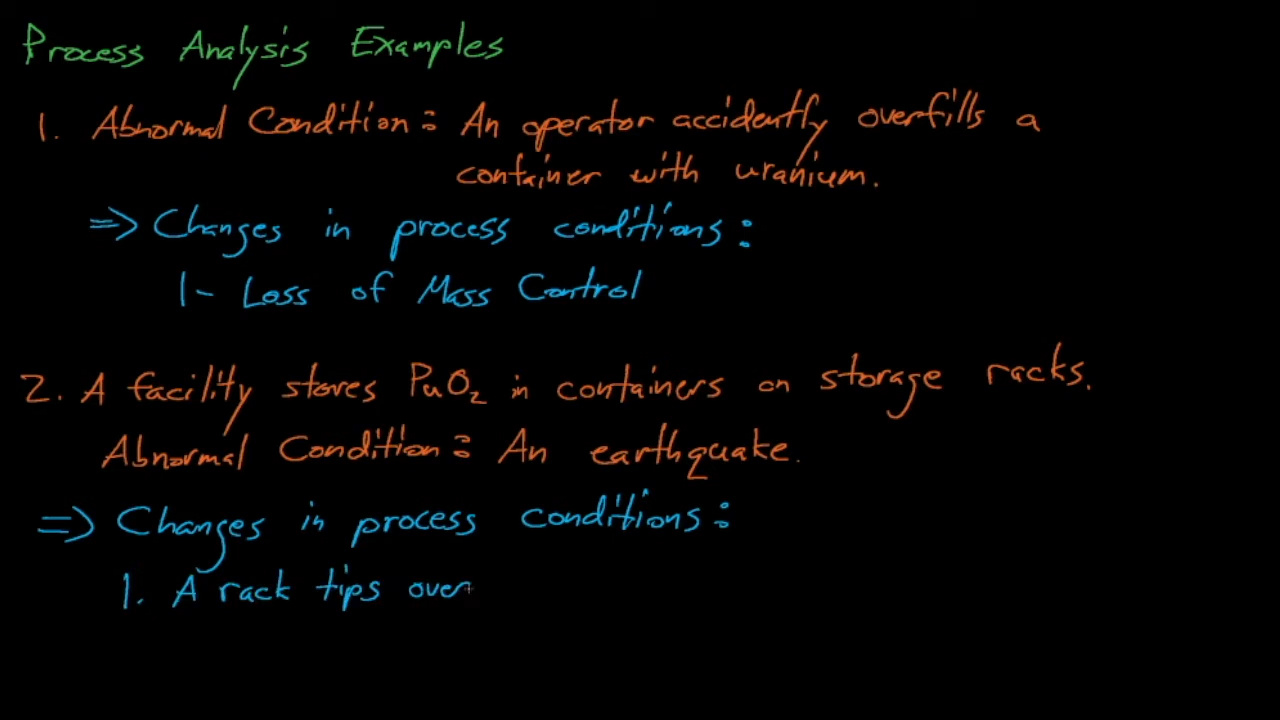 Process Analysis Examples
1. Abnormal Condition: An operator accidently overfills a
container with uranium.
=> Changes in process conditions:
1- Loss of Mass Control
2. A facility stores PuO₂ in containers on storage racks.
Abnormal Condition: An earthquake.
=> Changes in process conditions:
1. A rack tips over